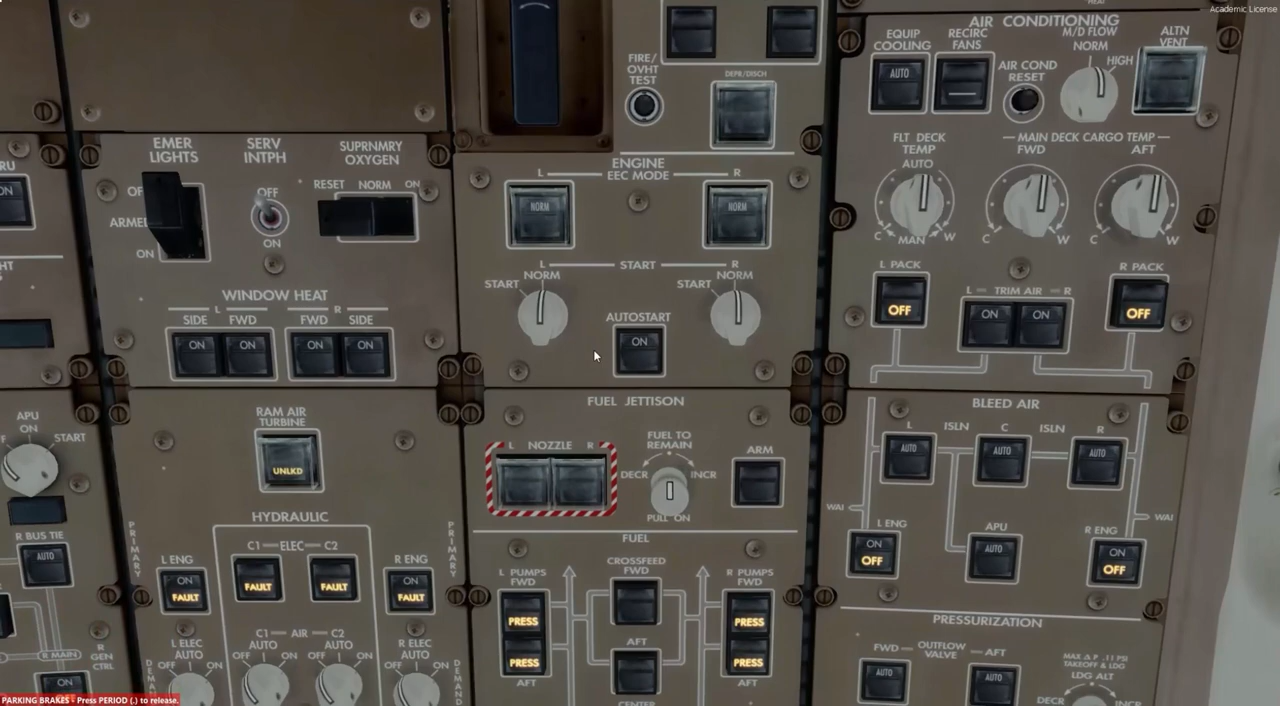 HEAT
Academic License
AIR CONDITIONING
EQUIP
COOLING
RECIRC
FANS
M/D FLOW
NORM
HIGH
ALTN
VENT
AIR COND
RESET
AUTO
FIRE/
OVHT
TEST
DEPR/DISCH
FLT DECK
TEMP
AUTO
C
MAN
W
MAIN DECK CARGO TEMP
FWD
AFT
C
W
C
W
EMER
LIGHTS
ON
SERV
INTPH
OFF
ON
SUPRNMRY
OXYGEN
RESET NORM ON
ENGINE
L EEC MODE R
NORM
NORM
L START R
START
NORM
START
NORM
AUTOSTART
ON
L PACK
OFF
R PACK
OFF
L TRIM AIR R
ON
ON
ON
WINDOW HEAT
L
R
SIDE FWD
FWD SIDE
ON ON
ON ON
APU
ON
START
RAM AIR
TURBINE
UNLKD
FUEL JETTISON
L NOZZLE R
FUEL TO
REMAIN
DECR
INCR
PULL ON
ARM
BLEED AIR
L ISLN C ISLN R
AUTO
AUTO
AUTO
WAI
WAI
L ENG
ON
OFF
APU
AUTO
R ENG
ON
OFF
R BUS TIE
AUTO
R
GEN
CTRL
R MAIN
ON
HYDRAULIC
PRIMARY
PRIMARY
L ENG
ON
FAULT
C1 ELEC C2
FAULT
FAULT
R ENG
ON
FAULT
L ELEC
AUTO
OFF
ON
C1 AIR C2
AUTO
OFF
ON
AUTO
OFF
ON
R ELEC
AUTO
OFF
ON
FUEL
CROSSFEED
FWD
AFT
L PUMPS
FWD
PRESS
PRESS
AFT
R PUMPS
FWD
PRESS
PRESS
AFT
PRESSURIZATION
FWD
OUTFLOW
VALVE
AFT
AUTO
AUTO
MAX Δ P .11 PSI
TAKEOFF & LDG
LDG ALT
DECR
INCR
PARKING BRAKES - Press PERIOD (.) to release.